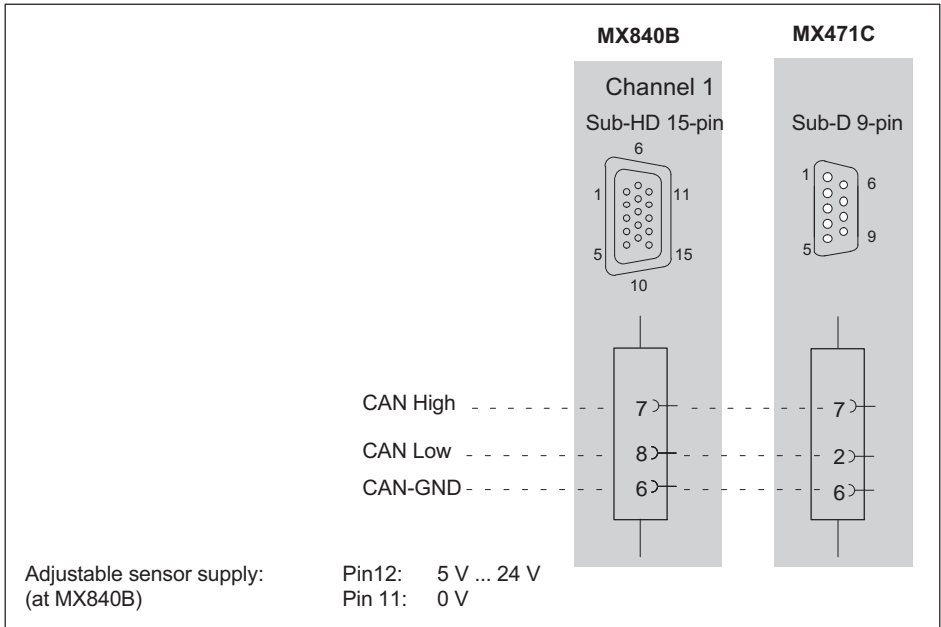 MX840B MX471C
Channel 1
Sub-HD 15-pin Sub-D 9-pin
6
1 11 1 6
5 15 5 9
10
CAN High 7 7
CAN Low 8 2
CAN-GND 6 6
Adjustable sensor supply: Pin12: 5 V ... 24 V
(at MX840B) Pin 11: 0 V